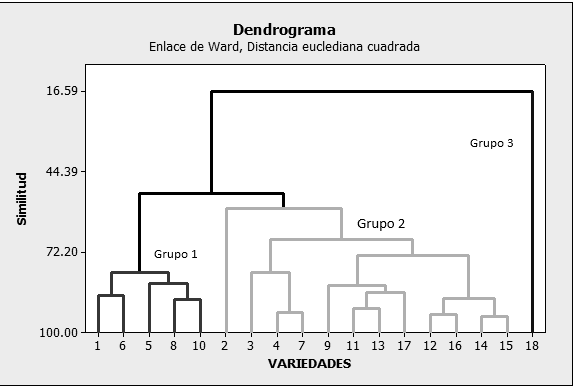 Dendrograma
Enlace de Ward, Distancia euclediana cuadrada
16.59
Grupo 3
44.39
Similitud
Grupo 2
72.20
Grupo 1
100.00
1 6 5 8 10 2 3 4 7 9 11 13 17 12 16 14 15 18
VARIEDADES